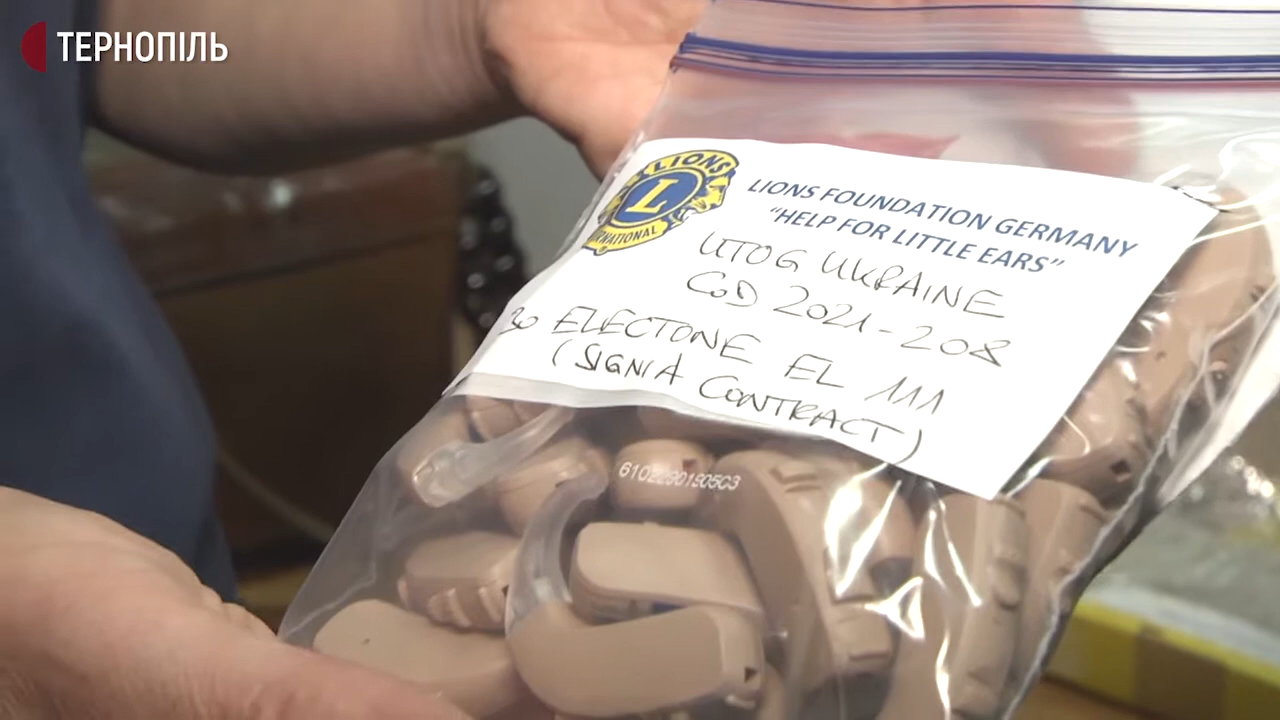 ТЕРНОПІЛЬ
LIONS
L
LIONS FOUNDATION GERMANY
"HELP FOR LITTLE EARS"
UTOG UKRAINE
COD 2021-208
30 ELECTONE EL 111
(SIGNIA CONTRACT)